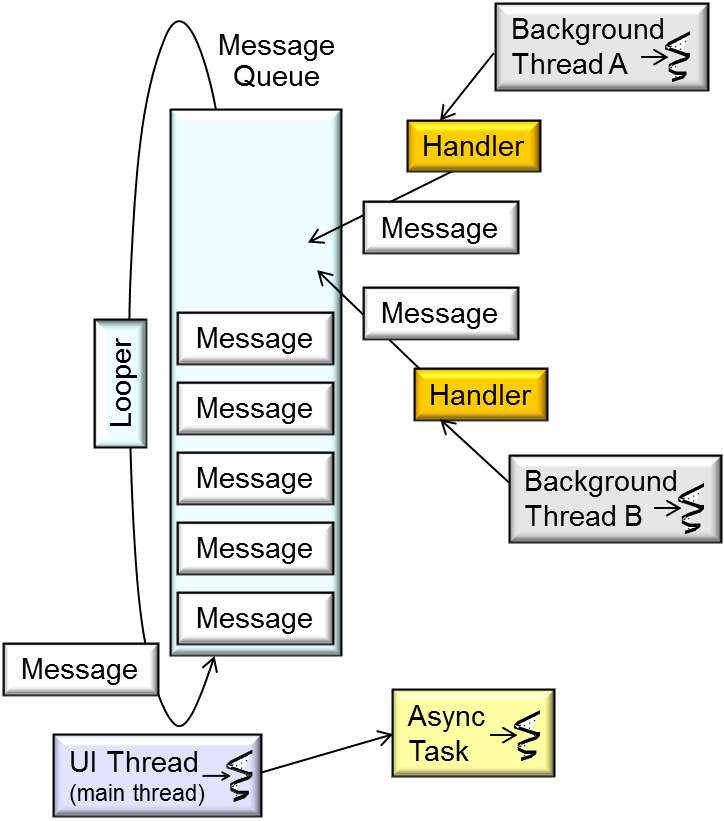 Message
Queue
Background
Thread A
Handler
Message
Message
Handler
Background
Thread B
Looper
Message
Message
Message
Message
Message
Message
UI Thread
(main thread)
Async
Task